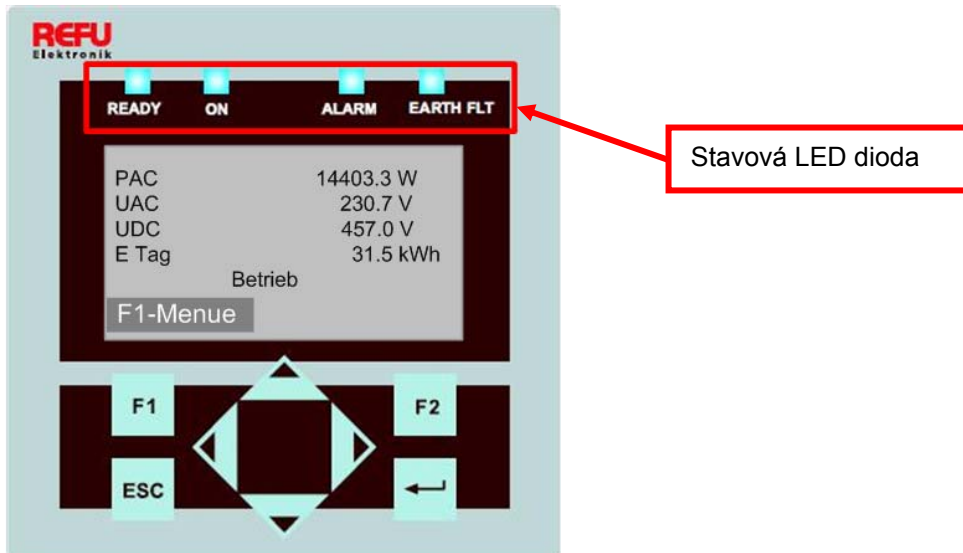 REFU
Elektronik
READY ON ALARM EARTH FLT
Stavová LED dioda
PAC 14403.3 W
UAC 230.7 V
UDC 457.0 V
E Tag 31.5 kWh
Betrieb
F1-Menue
F1 F2
ESC